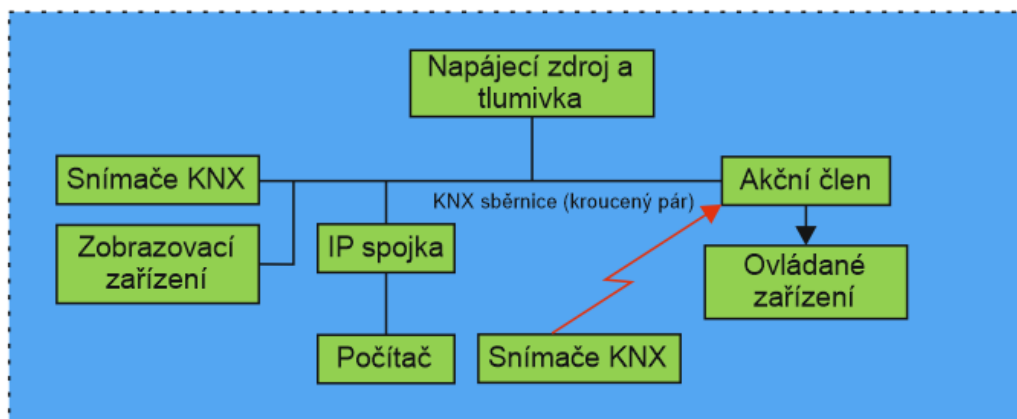 Napájecí zdroj a
tlumivka
Snímače KNX
Akční člen
KNX sběrnice (kroucený pár)
Zobrazovací
zařízení
IP spojka
Ovládané
zařízení
Počítač
Snímače KNX